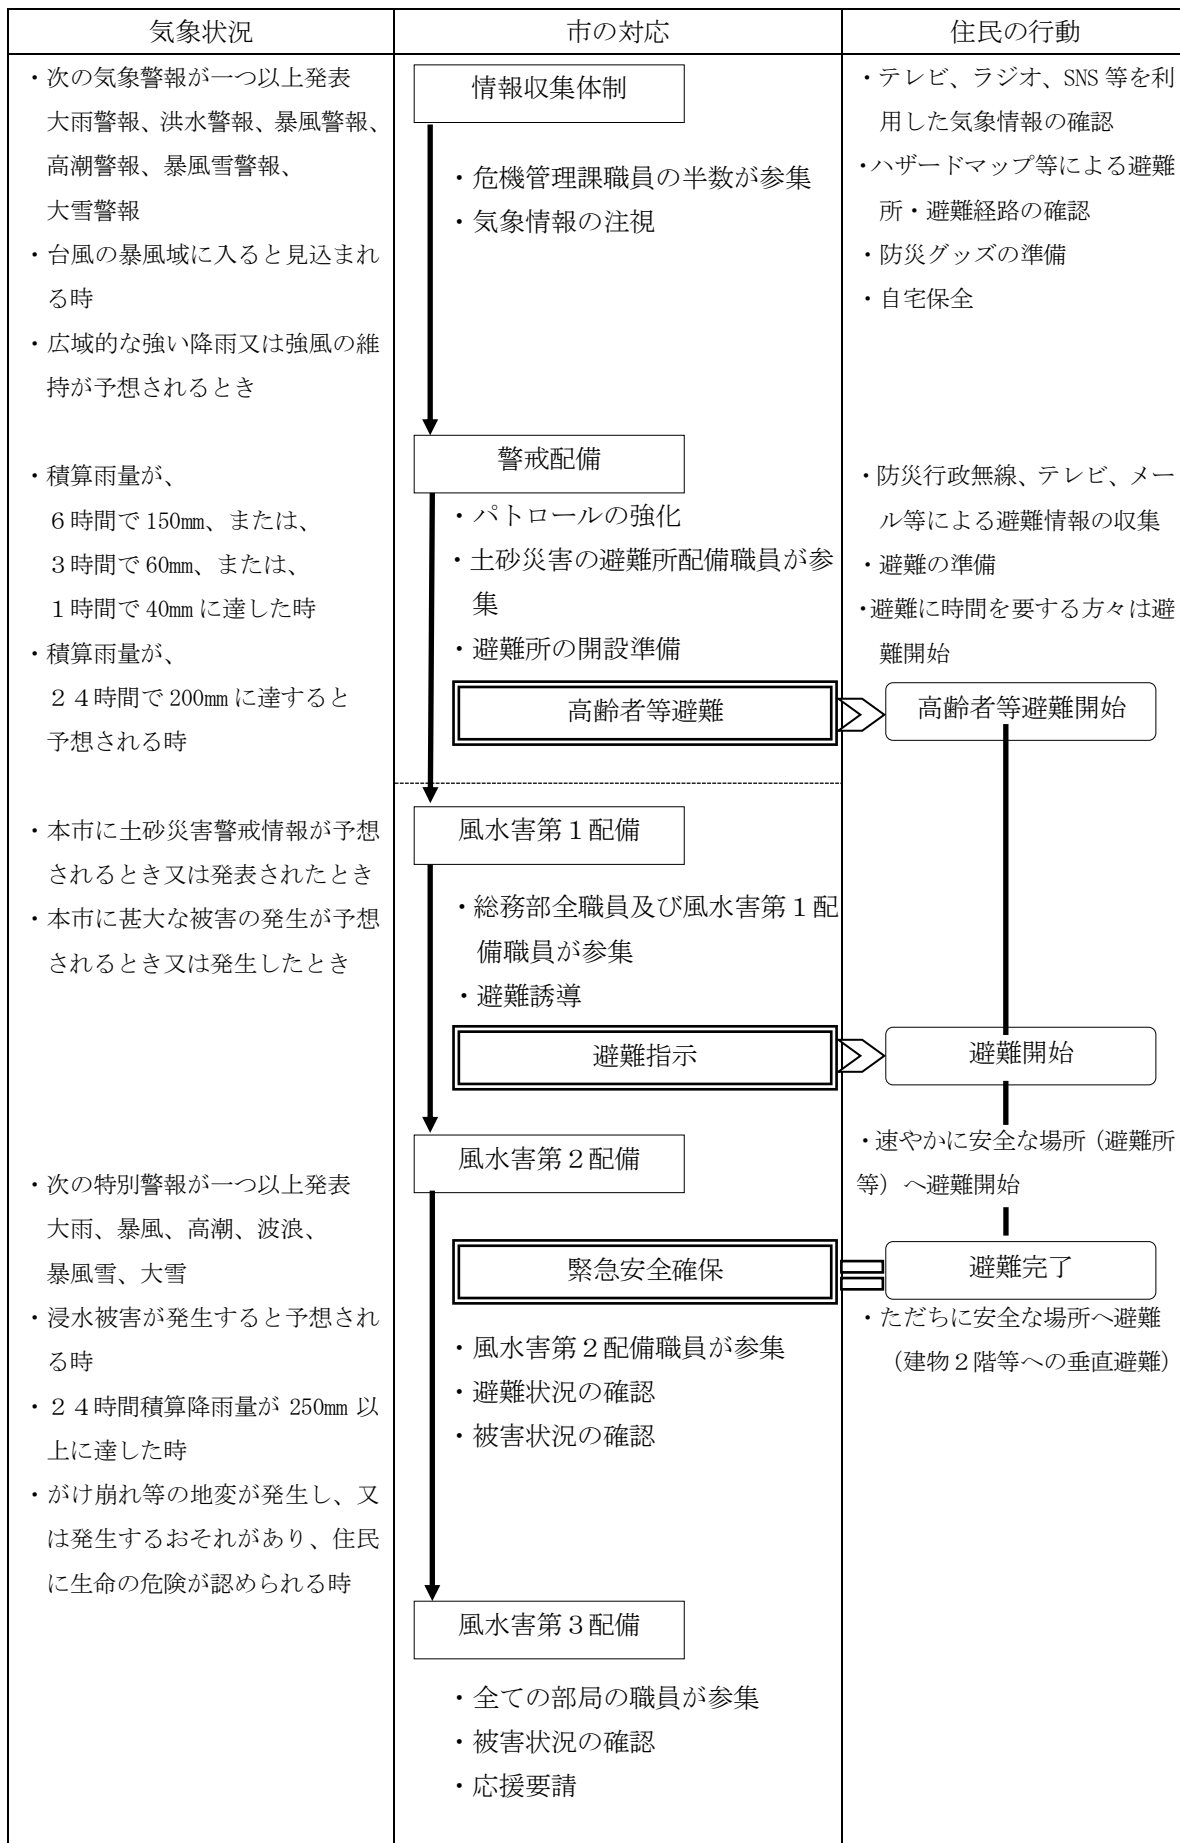 気象状況
市の対応
住民の行動
・次の気象警報が一つ以上発表
大雨警報、洪水警報、暴風警報、
高潮警報、暴風雪警報、
大雪警報
・台風の暴風域に入ると見込まれ
る時
・広域的な強い降雨又は強風の維
持が予想されるとき
情報収集体制
・危機管理課職員の半数が参集
・気象情報の注視
・テレビ、ラジオ、SNS 等を利
用した気象情報の確認
・ハザードマップ等による避難
所・避難経路の確認
・防災グッズの準備
・自宅保全
・積算雨量が、
６時間で 150mm、または、
３時間で 60mm、または、
１時間で 40mm に達した時
・積算雨量が、
２４時間で 200mm に達すると
予想される時
警戒配備
・パトロールの強化
・土砂災害の避難所配備職員が参
集
・避難所の開設準備
高齢者等避難
・防災行政無線、テレビ、メー
ル等による避難情報の収集
・避難の準備
・避難に時間を要する方々は避
難開始
高齢者等避難開始
・本市に土砂災害警戒情報が予想
されるとき又は発表されたとき
・本市に甚大な被害の発生が予想
されるとき又は発生したとき
風水害第１配備
・総務部全職員及び風水害第１配
備職員が参集
・避難誘導
避難指示
避難開始
・速やかに安全な場所（避難所
等）へ避難開始
・次の特別警報が一つ以上発表
大雨、暴風、高潮、波浪、
暴風雪、大雪
・浸水被害が発生すると予想され
る時
・２４時間積算降雨量が 250mm 以
上に達した時
・がけ崩れ等の地変が発生し、又
は発生するおそれがあり、住民
に生命の危険が認められる時
風水害第２配備
緊急安全確保
・風水害第２配備職員が参集
・避難状況の確認
・被害状況の確認
避難完了
・ただちに安全な場所へ避難
（建物２階等への垂直避難）
風水害第３配備
・全ての部局の職員が参集
・被害状況の確認
・応援要請